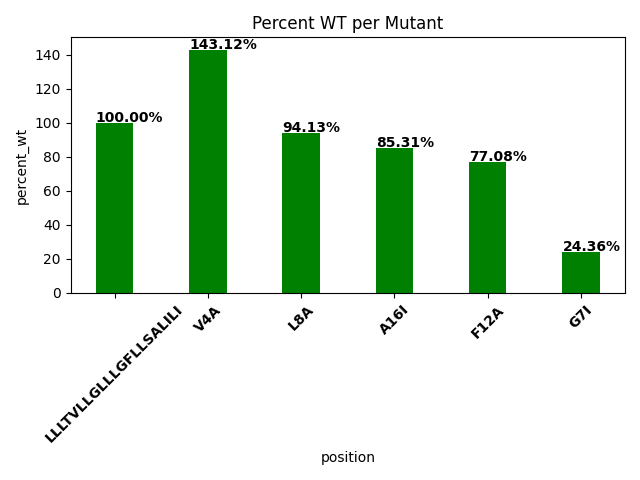 Percent WT per Mutant
percent_wt
140
120
100
80
60
40
20
0
100.00%
143.12%
94.13%
85.31%
77.08%
24.36%
LLLTVLLGLLLGFLLSALILI
V4A
L8A
A16I
F12A
G7I
position